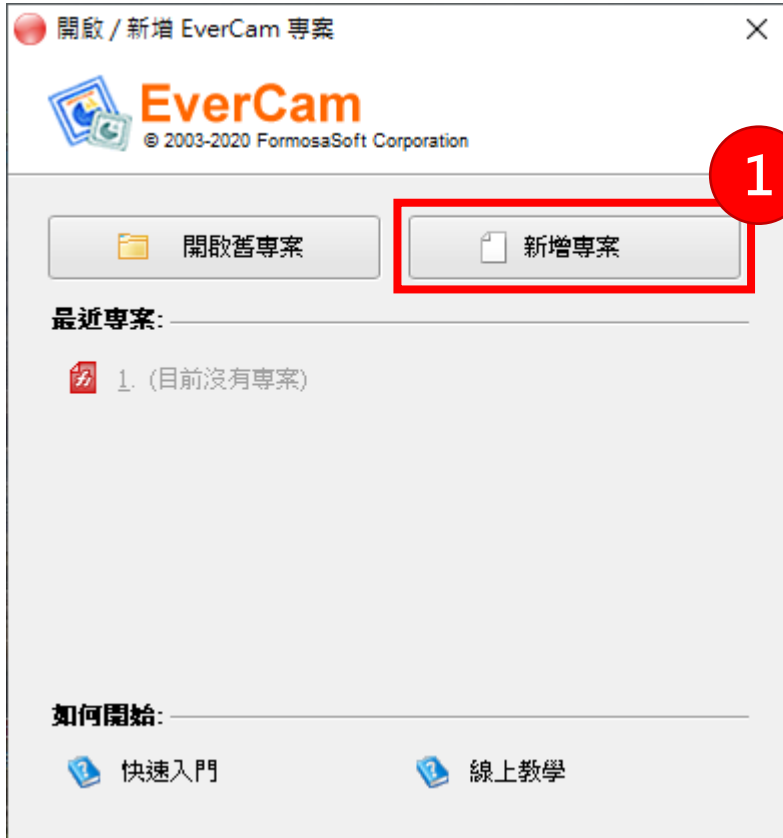 開啟 / 新增 EverCam 專案
EverCam
© 2003-2020 FormosaSoft Corporation
1
開啟舊專案
新增專案
最近專案:
1. (目前沒有專案)
如何開始:
快速入門
線上教學